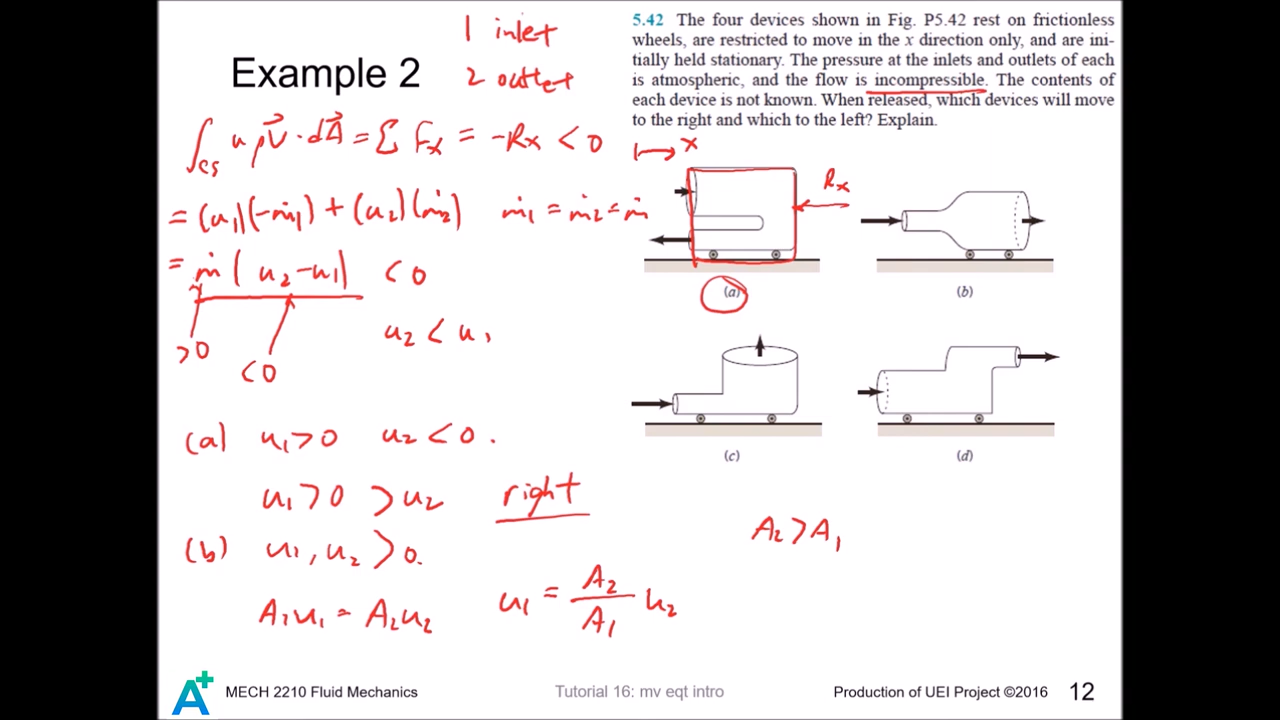 1 inlet
Example 2
2 outlet
∫cs uρV⃗·dA⃗ = Σ Fx = -Rx < 0
= (u1)(-ṁ1) + (u2)(ṁ2) ṁ1 = ṁ2 = ṁ
= ṁ (u2-u1) < 0
>0
<0
u2 < u1
(a) u1>0 u2<0.
u1>0 >u2 right
(b) u1, u2 >0.
A1u1 = A2u2 u1 = A2/A1 u2
5.42 The four devices shown in Fig. P5.42 rest on frictionless
wheels, are restricted to move in the x direction only, and are ini-
tially held stationary. The pressure at the inlets and outlets of each
is atmospheric, and the flow is incompressible. The contents of
each device is not known. When released, which devices will move
to the right and which to the left? Explain.
x
Rx
(a)
(b)
(c)
(d)
A2>A1
A+ MECH 2210 Fluid Mechanics
Tutorial 16: mv eqt intro
Production of UEI Project ©2016
12